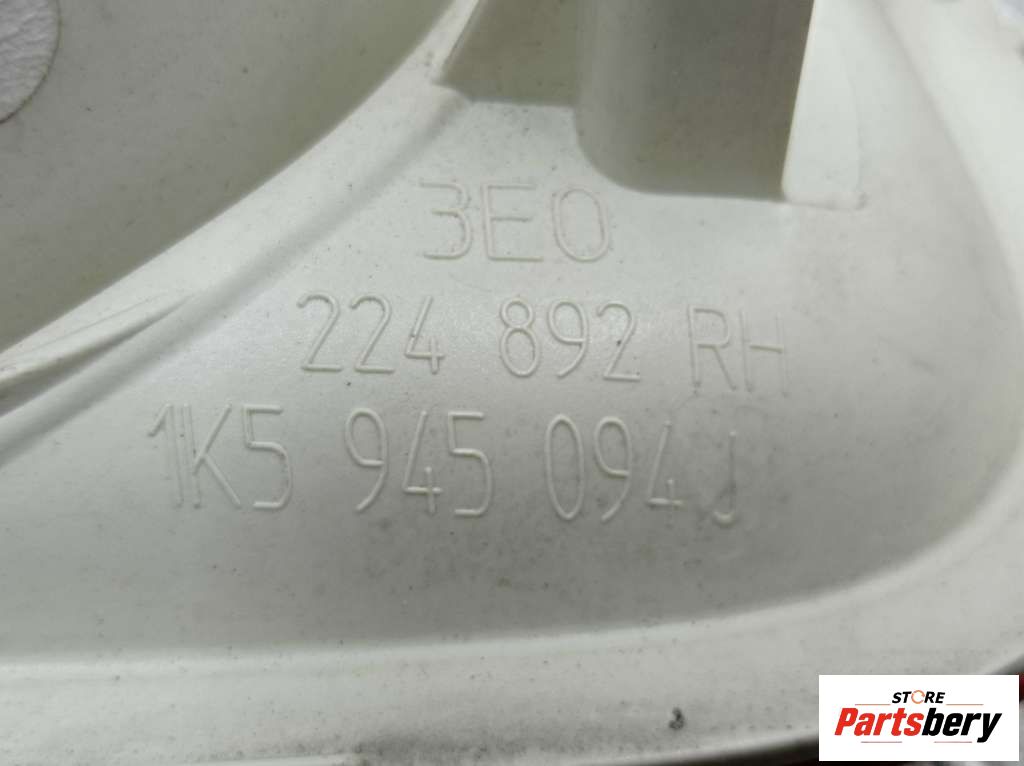 3E0
224 892 RH
1K5 945 094 J
STORE
Partsbery